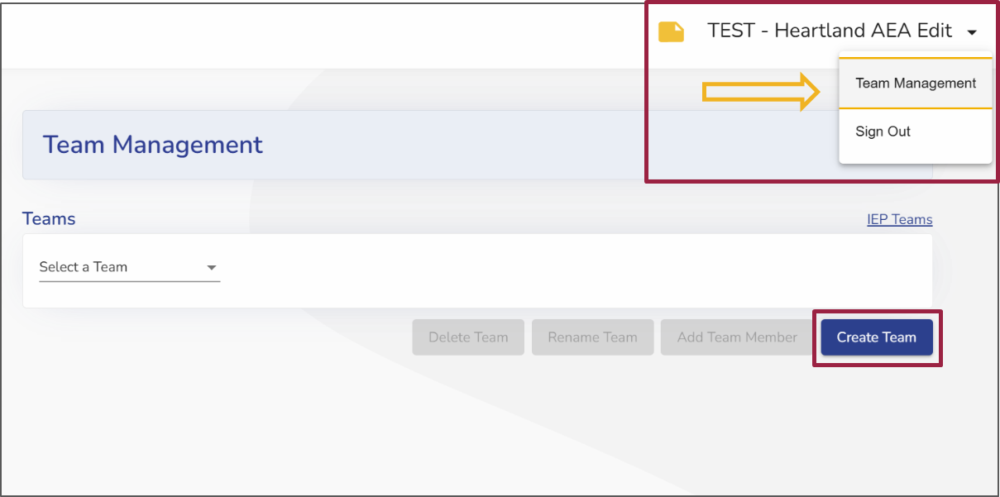 TEST - Heartland AEA Edit
Team Management
Sign Out
Team Management
Teams
IEP Teams
Select a Team
Delete Team
Rename Team
Add Team Member
Create Team